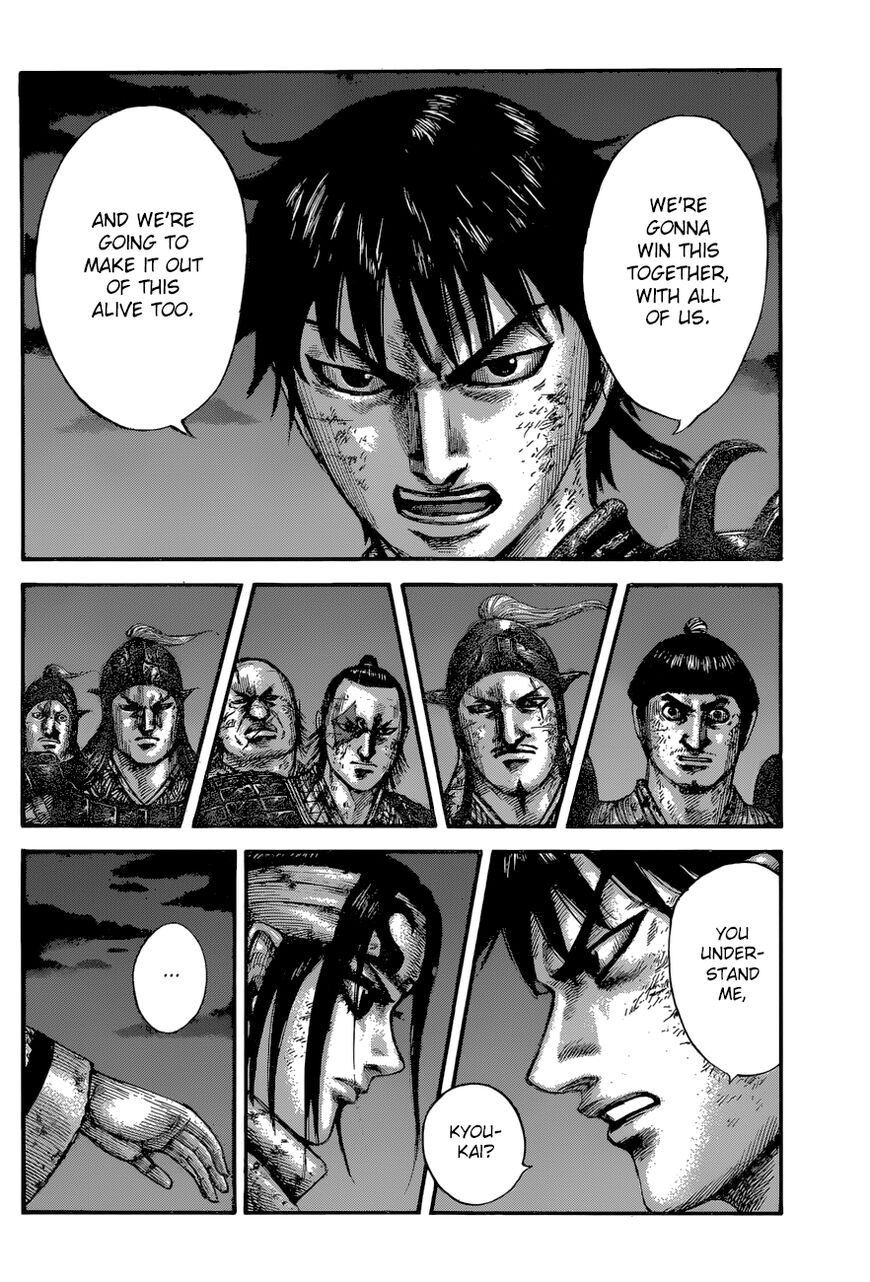 WE'RE
GONNA
WIN THIS
TOGETHER,
WITH ALL
OF US.
AND WE'RE
GOING TO
MAKE IT OUT
OF THIS
ALIVE TOO.
YOU
UNDER-
STAND
ME,
KYOU-
KAI?
...